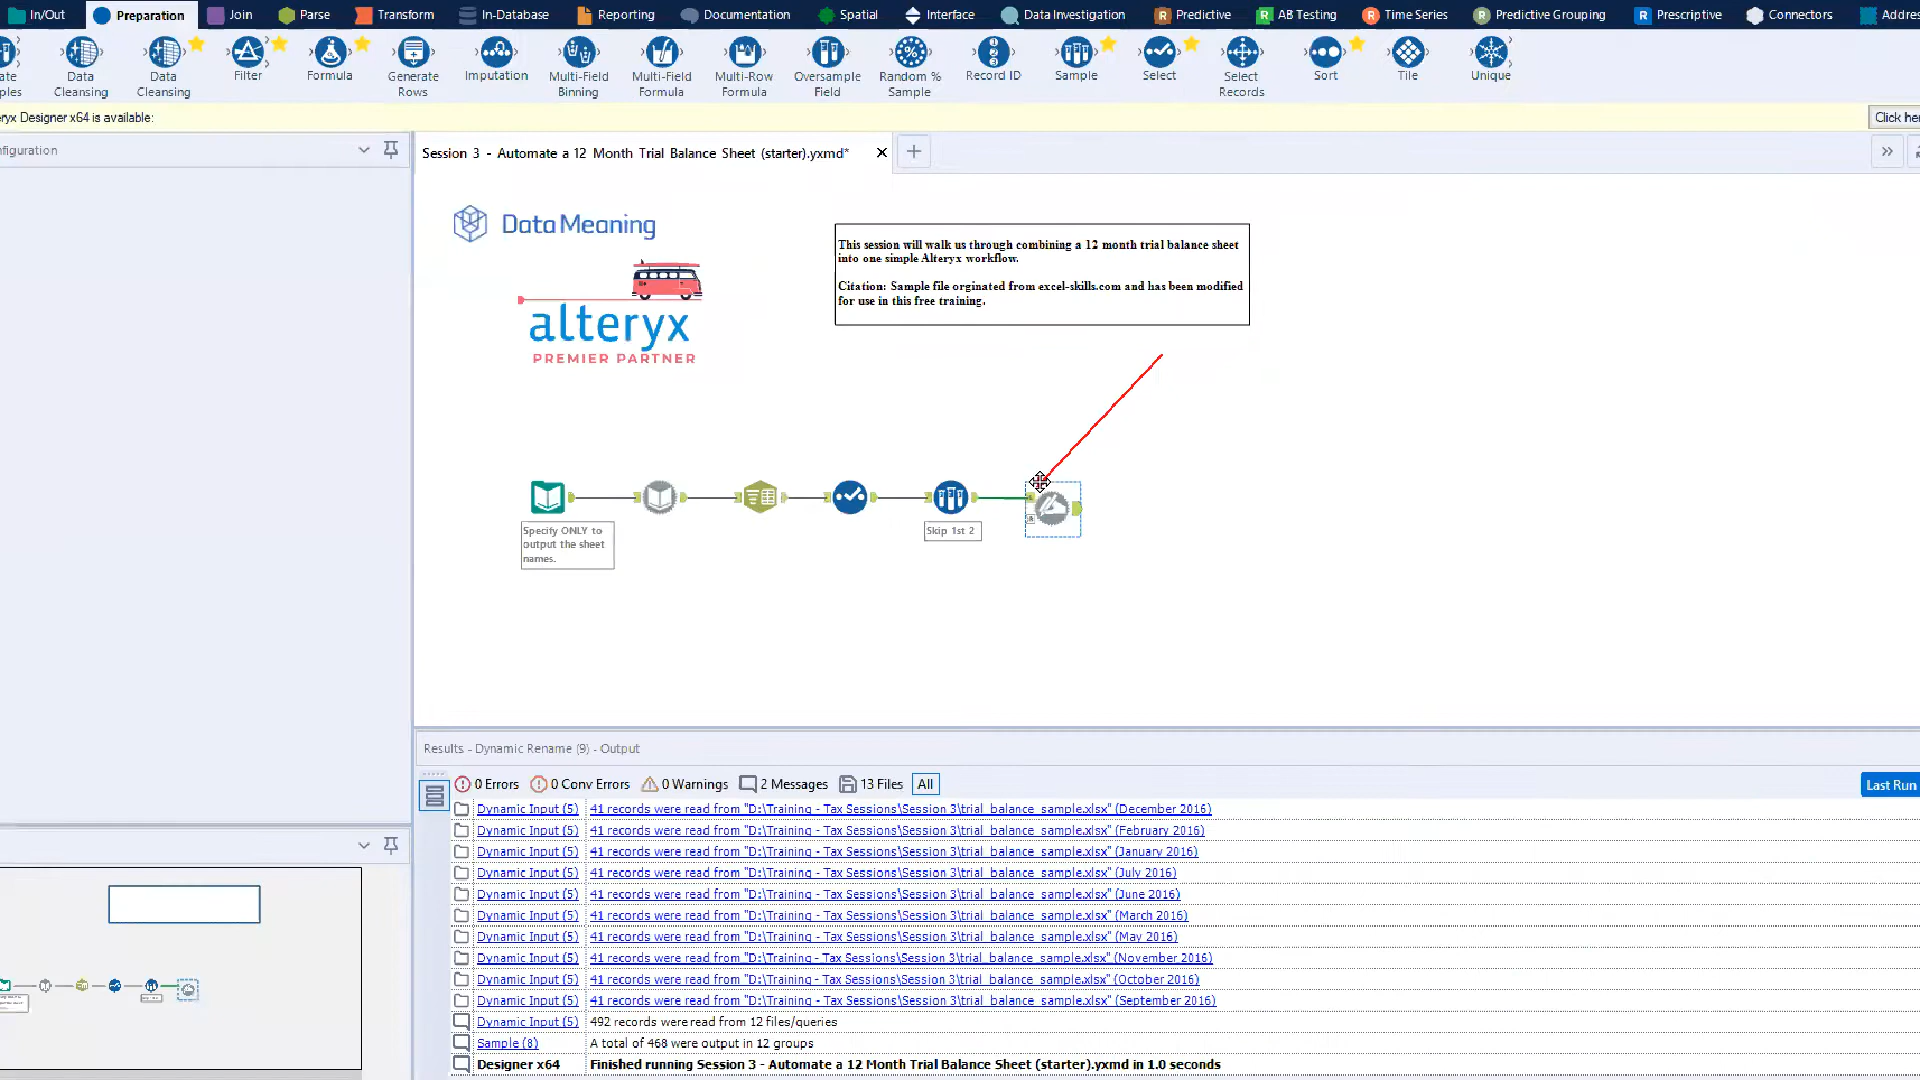 In/Out Preparation Join Parse Transform In-Database Reporting Documentation Spatial Interface Data Investigation Predictive AB Testing Time Series Predictive Grouping Prescriptive Connectors
Data Cleansing
Data Cleansing
Filter
Formula
Generate Rows
Imputation
Multi-Field Binning
Multi-Field Formula
Multi-Row Formula
Oversample Field
Random % Sample
Record ID
Sample
Select
Select Records
Sort
Tile
Unique
eryx Designer x64 is available:
Click her
nfiguration
Session 3 - Automate a 12 Month Trial Balance Sheet (starter).yxmd*
Data Meaning
alteryx
PREMIER PARTNER
This session will walk us through combining a 12 month trial balance sheet
into one simple Alteryx workflow.
Citation: Sample file orginated from excel-skills.com and has been modified
for use in this free training.
Specify ONLY to
output the sheet
names.
Skip 1st 2
Results - Dynamic Rename (9) - Output
0 Errors 0 Conv Errors 0 Warnings 2 Messages 13 Files All
Last Run
Dynamic Input (5) 41 records were read from "D:\Training - Tax Sessions\Session 3\trial_balance_sample.xlsx" (December 2016)
Dynamic Input (5) 41 records were read from "D:\Training - Tax Sessions\Session 3\trial_balance_sample.xlsx" (February 2016)
Dynamic Input (5) 41 records were read from "D:\Training - Tax Sessions\Session 3\trial_balance_sample.xlsx" (January 2016)
Dynamic Input (5) 41 records were read from "D:\Training - Tax Sessions\Session 3\trial_balance_sample.xlsx" (July 2016)
Dynamic Input (5) 41 records were read from "D:\Training - Tax Sessions\Session 3\trial_balance_sample.xlsx" (June 2016)
Dynamic Input (5) 41 records were read from "D:\Training - Tax Sessions\Session 3\trial_balance_sample.xlsx" (March 2016)
Dynamic Input (5) 41 records were read from "D:\Training - Tax Sessions\Session 3\trial_balance_sample.xlsx" (May 2016)
Dynamic Input (5) 41 records were read from "D:\Training - Tax Sessions\Session 3\trial_balance_sample.xlsx" (November 2016)
Dynamic Input (5) 41 records were read from "D:\Training - Tax Sessions\Session 3\trial_balance_sample.xlsx" (October 2016)
Dynamic Input (5) 41 records were read from "D:\Training - Tax Sessions\Session 3\trial_balance_sample.xlsx" (September 2016)
Dynamic Input (5) 492 records were read from 12 files/queries
Sample (8) A total of 468 were output in 12 groups
Designer x64 Finished running Session 3 - Automate a 12 Month Trial Balance Sheet (starter).yxmd in 1.0 seconds